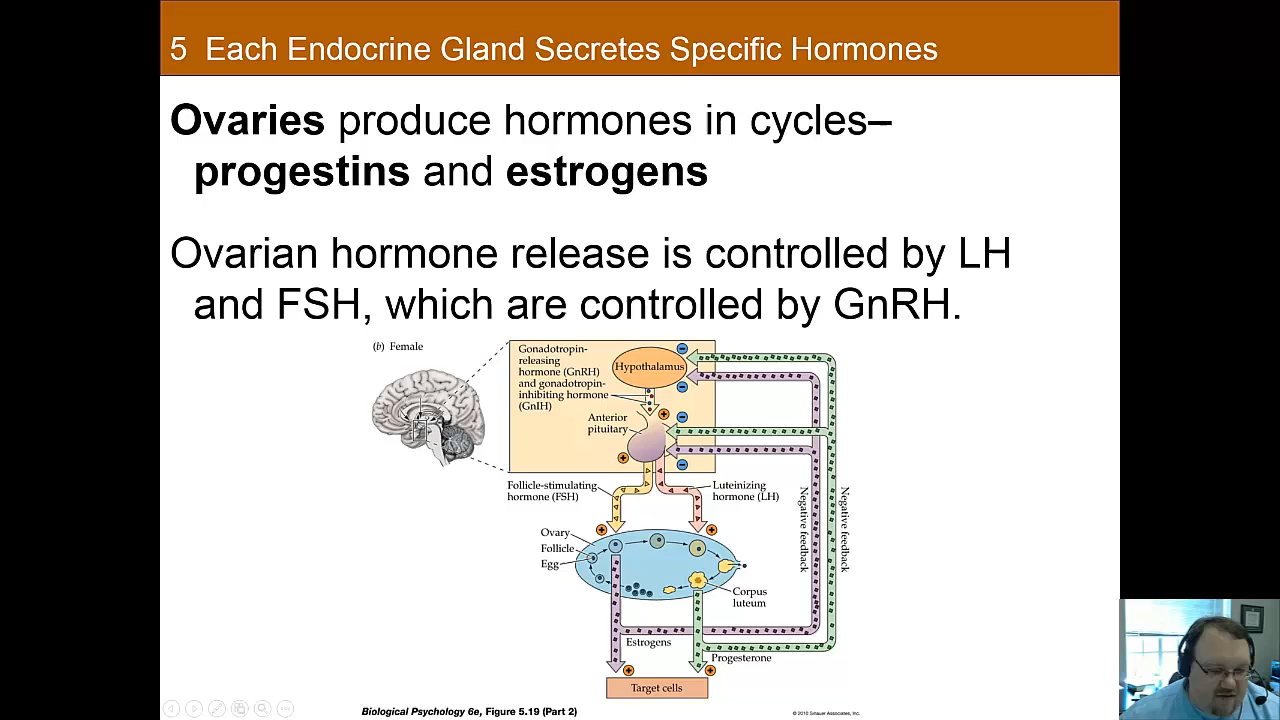 5 Each Endocrine Gland Secretes Specific Hormones
Ovaries produce hormones in cycles–
progestins and estrogens
Ovarian hormone release is controlled by LH
and FSH, which are controlled by GnRH.
(b) Female
Gonadotropin-
releasing
hormone (GnRH)
and gonadotropin-
inhibiting hormone
(GnIH)
Hypothalamus
Anterior
pituitary
Follicle-stimulating
hormone (FSH)
Luteinizing
hormone (LH)
Negative feedback
Negative feedback
Ovary
Follicle
Egg
Corpus
luteum
Estrogens
Progesterone
Target cells
Biological Psychology 6e, Figure 5.19 (Part 2)
© 2010 Sinauer Associates, Inc.